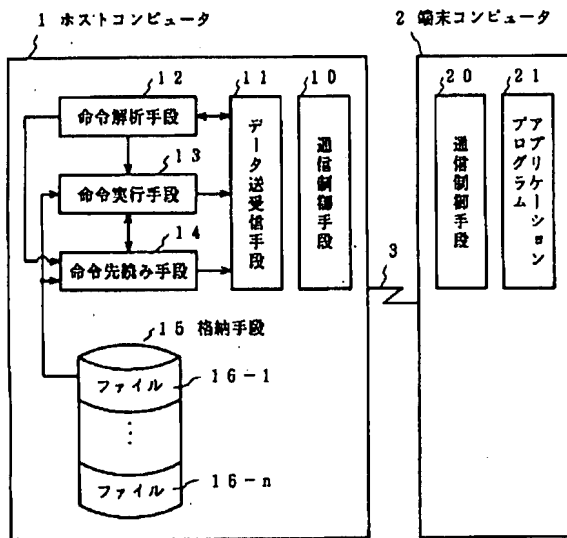 1 ホストコンピュータ
2 端末コンピュータ
12
11
10
20
21
命令解析手段
13
命令実行手段
14
命令先読み手段
データ送受信手段
通信制御手段
通信制御手段
アプリケーション
プログラム
3
15 格納手段
ファイル
16-1
⋮
ファイル
16-n